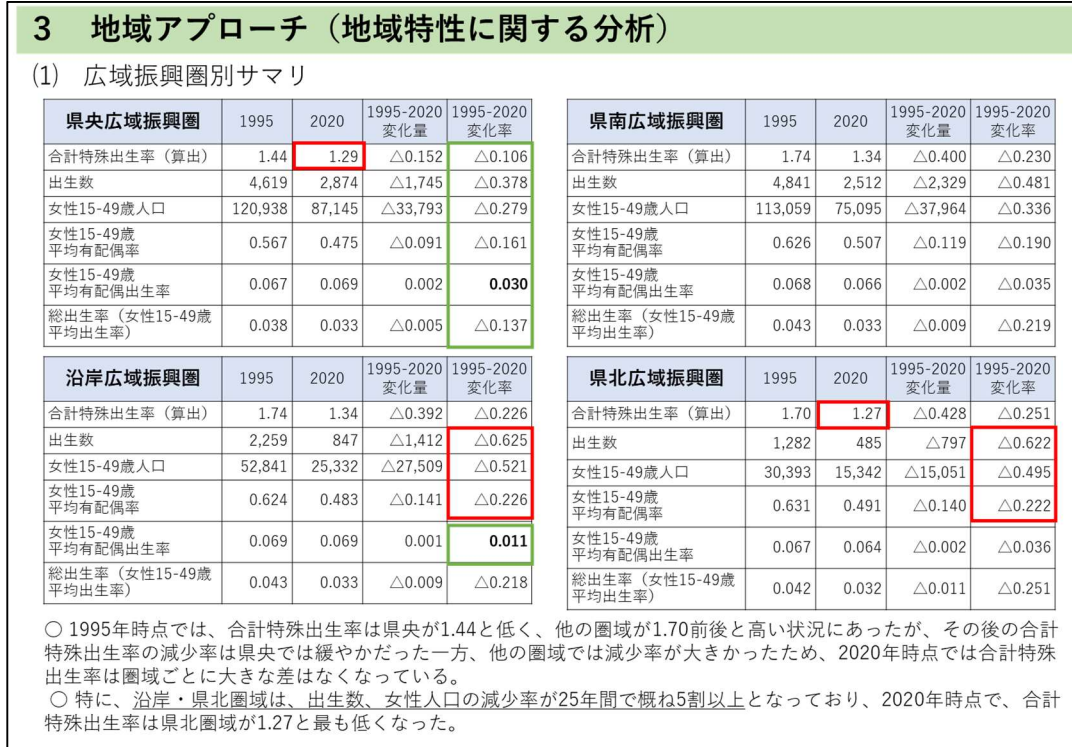 3　地域アプローチ（地域特性に関する分析）
(1)　広域振興圏別サマリ
県央広域振興圏 1995 2020 1995-2020 変化量 1995-2020 変化率
合計特殊出生率（算出） 1.44 1.29 △0.152 △0.106
出生数 4,619 2,874 △1,745 △0.378
女性15-49歳人口 120,938 87,145 △33,793 △0.279
女性15-49歳
平均有配偶率 0.567 0.475 △0.091 △0.161
女性15-49歳
平均有配偶出生率 0.067 0.069 0.002 0.030
総出生率（女性15-49歳
平均出生率） 0.038 0.033 △0.005 △0.137
県南広域振興圏 1995 2020 1995-2020 変化量 1995-2020 変化率
合計特殊出生率（算出） 1.74 1.34 △0.400 △0.230
出生数 4,841 2,512 △2,329 △0.481
女性15-49歳人口 113,059 75,095 △37,964 △0.336
女性15-49歳
平均有配偶率 0.626 0.507 △0.119 △0.190
女性15-49歳
平均有配偶出生率 0.068 0.066 △0.002 △0.035
総出生率（女性15-49歳
平均出生率） 0.043 0.033 △0.009 △0.219
沿岸広域振興圏 1995 2020 1995-2020 変化量 1995-2020 変化率
合計特殊出生率（算出） 1.74 1.34 △0.392 △0.226
出生数 2,259 847 △1,412 △0.625
女性15-49歳人口 52,841 25,332 △27,509 △0.521
女性15-49歳
平均有配偶率 0.624 0.483 △0.141 △0.226
女性15-49歳
平均有配偶出生率 0.069 0.069 0.001 0.011
総出生率（女性15-49歳
平均出生率） 0.043 0.033 △0.009 △0.218
県北広域振興圏 1995 2020 1995-2020 変化量 1995-2020 変化率
合計特殊出生率（算出） 1.70 1.27 △0.428 △0.251
出生数 1,282 485 △797 △0.622
女性15-49歳人口 30,393 15,342 △15,051 △0.495
女性15-49歳
平均有配偶率 0.631 0.491 △0.140 △0.222
女性15-49歳
平均有配偶出生率 0.067 0.064 △0.002 △0.036
総出生率（女性15-49歳
平均出生率） 0.042 0.032 △0.011 △0.251
○ 1995年時点では、合計特殊出生率は県央が1.44と低く、他の圏域が1.70前後と高い状況にあったが、その後の合計
特殊出生率の減少率は県央では緩やかだった一方、他の圏域では減少率が大きかったため、2020年時点では合計特殊
出生率は圏域ごとに大きな差はなくなっている。
○ 特に、沿岸・県北圏域は、出生数、女性人口の減少率が25年間で概ね5割以上となっており、2020年時点で、合計
特殊出生率は県北圏域が1.27と最も低くなった。